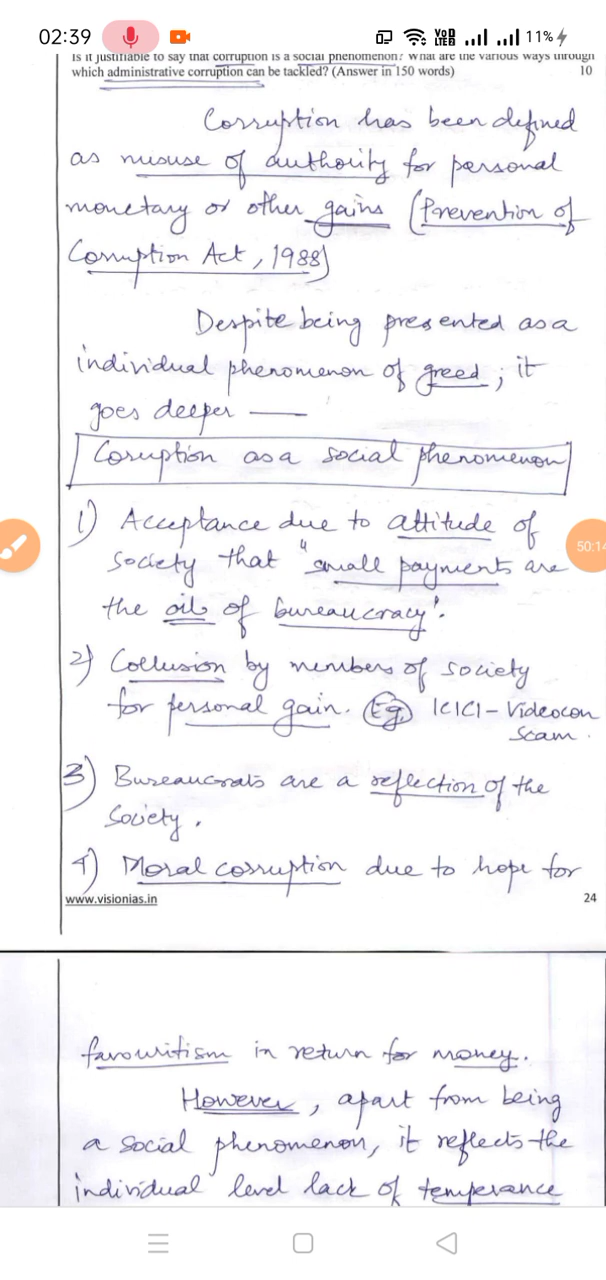 02:39
VoD
LTE2
11%
Is it justifiable to say that corruption is a social phenomenon? What are the various ways through
which administrative corruption can be tackled? (Answer in 150 words) 10
Corruption has been defined
as misuse of authority for personal
monetary or other gains (Prevention of
Corruption Act, 1988)
Despite being presented as a
individual phenomenon of greed; it
goes deeper —
Coruption as a social phenomenon
1) Acceptance due to attitude of
society that "small payments are
the oils of bureaucracy'.
2) Collusion by members of society
for personal gain. Eg. ICICI - Videocon
Scam.
50:14
3) Bureaucrats are a reflection of the
Society.
4) Moral corruption due to hope for
www.visionias.in 24
favouritism in return for money.
However, apart from being
a social phenomenon, it reflects the
individual level lack of temperance